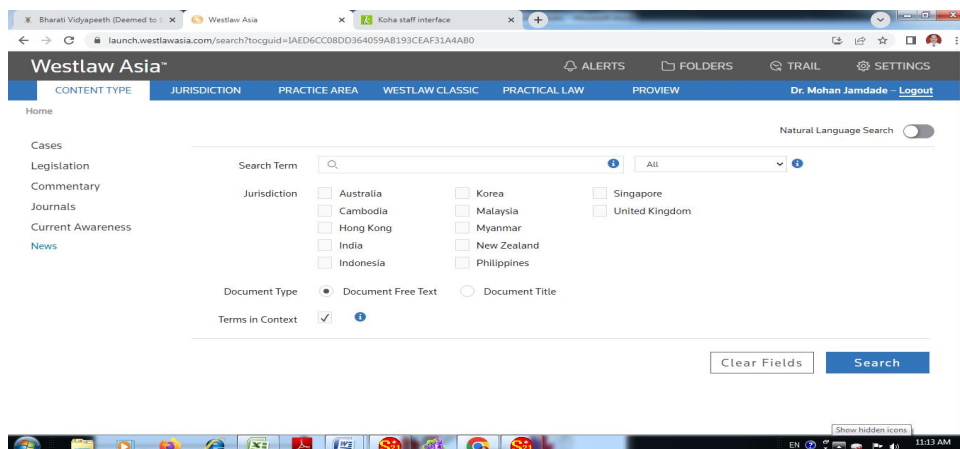 Bharati Vidyapeeth (Deemed to
Westlaw Asia
Koha staff interface
launch.westlawasia.com/search?tocguid=IAED6CC08DD364059AB193CEAF31A4AB0
Westlaw Asia™
ALERTS
FOLDERS
TRAIL
SETTINGS
CONTENT TYPE
JURISDICTION
PRACTICE AREA
WESTLAW CLASSIC
PRACTICAL LAW
PROVIEW
Dr. Mohan Jamdade – Logout
Home
Natural Language Search
Cases
Legislation
Commentary
Journals
Current Awareness
News
Search Term
All
Jurisdiction
Australia
Korea
Singapore
Cambodia
Malaysia
United Kingdom
Hong Kong
Myanmar
India
New Zealand
Indonesia
Philippines
Document Type
Document Free Text
Document Title
Terms in Context
Clear Fields
Search
Show hidden icons
EN
11:13 AM